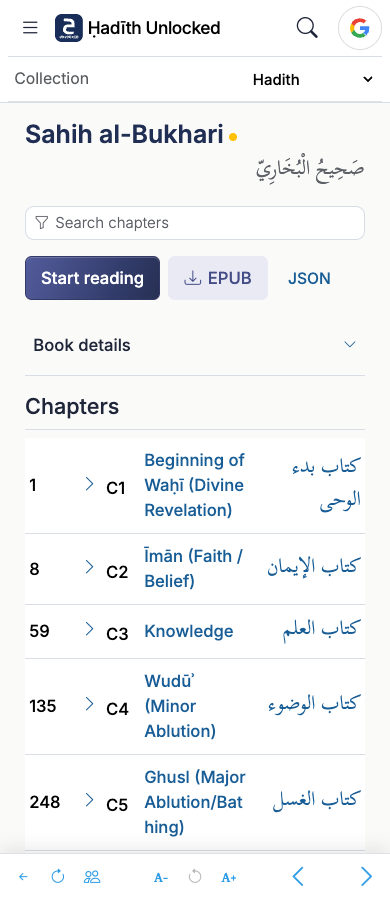 Ḥadīth Unlocked
Collection
Hadith
Sahih al-Bukhari
صَحِيحُ الْبُخَارِيّ
Search chapters
Start reading
EPUB
JSON
Book details
Chapters
1
C1
Beginning of
Waḥī (Divine
Revelation)
كتاب بدء
الوحى
8
C2
Īmān (Faith /
Belief)
كتاب الإيمان
59
C3
Knowledge
كتاب العلم
135
C4
Wudūʾ
(Minor
Ablution)
كتاب الوضوء
248
C5
Ghusl (Major
Ablution/Bat
hing)
كتاب الغسل
A-
A+